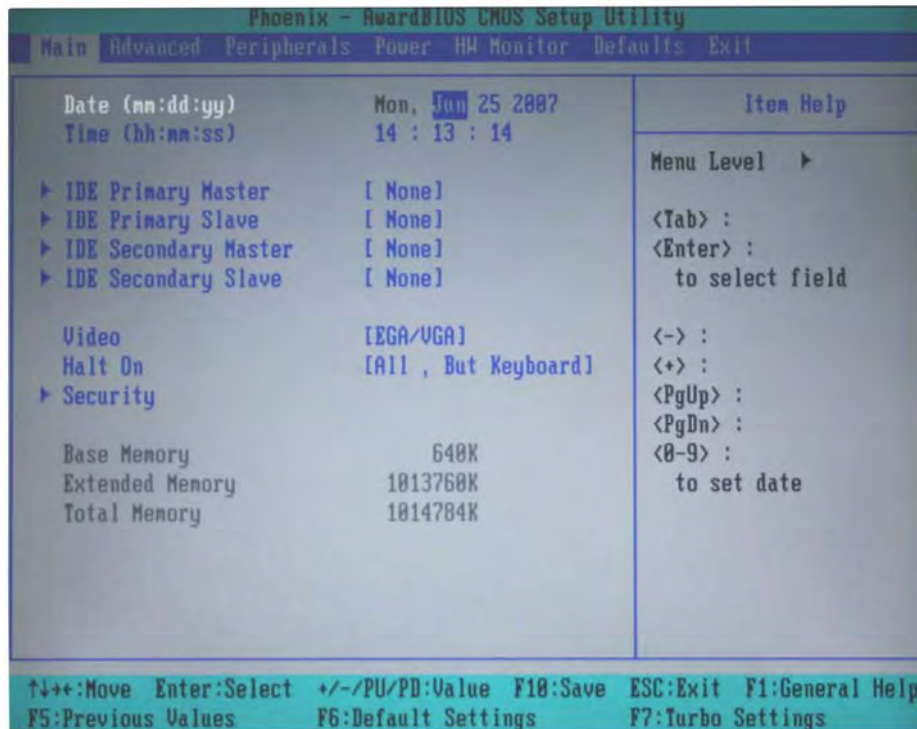 Phoenix - AwardBIOS CMOS Setup Utility
Main Advanced Peripherals Power HW Monitor Defaults Exit
Date (mm:dd:yy) Mon, Jun 25 2007
Time (hh:mm:ss) 14 : 13 : 14
IDE Primary Master [ None]
IDE Primary Slave [ None]
IDE Secondary Master [ None]
IDE Secondary Slave [ None]
Video [EGA/VGA]
Halt On [All , But Keyboard]
Security
Base Memory 640K
Extended Memory 1013760K
Total Memory 1014784K
Item Help
Menu Level ▶
<Tab> :
<Enter> :
to select field
<-> :
<+> :
<PgUp> :
<PgDn> :
<0-9> :
to set date
↑↓→←:Move Enter:Select +/-/PU/PD:Value F10:Save ESC:Exit F1:General Help
F5:Previous Values F6:Default Settings F7:Turbo Settings